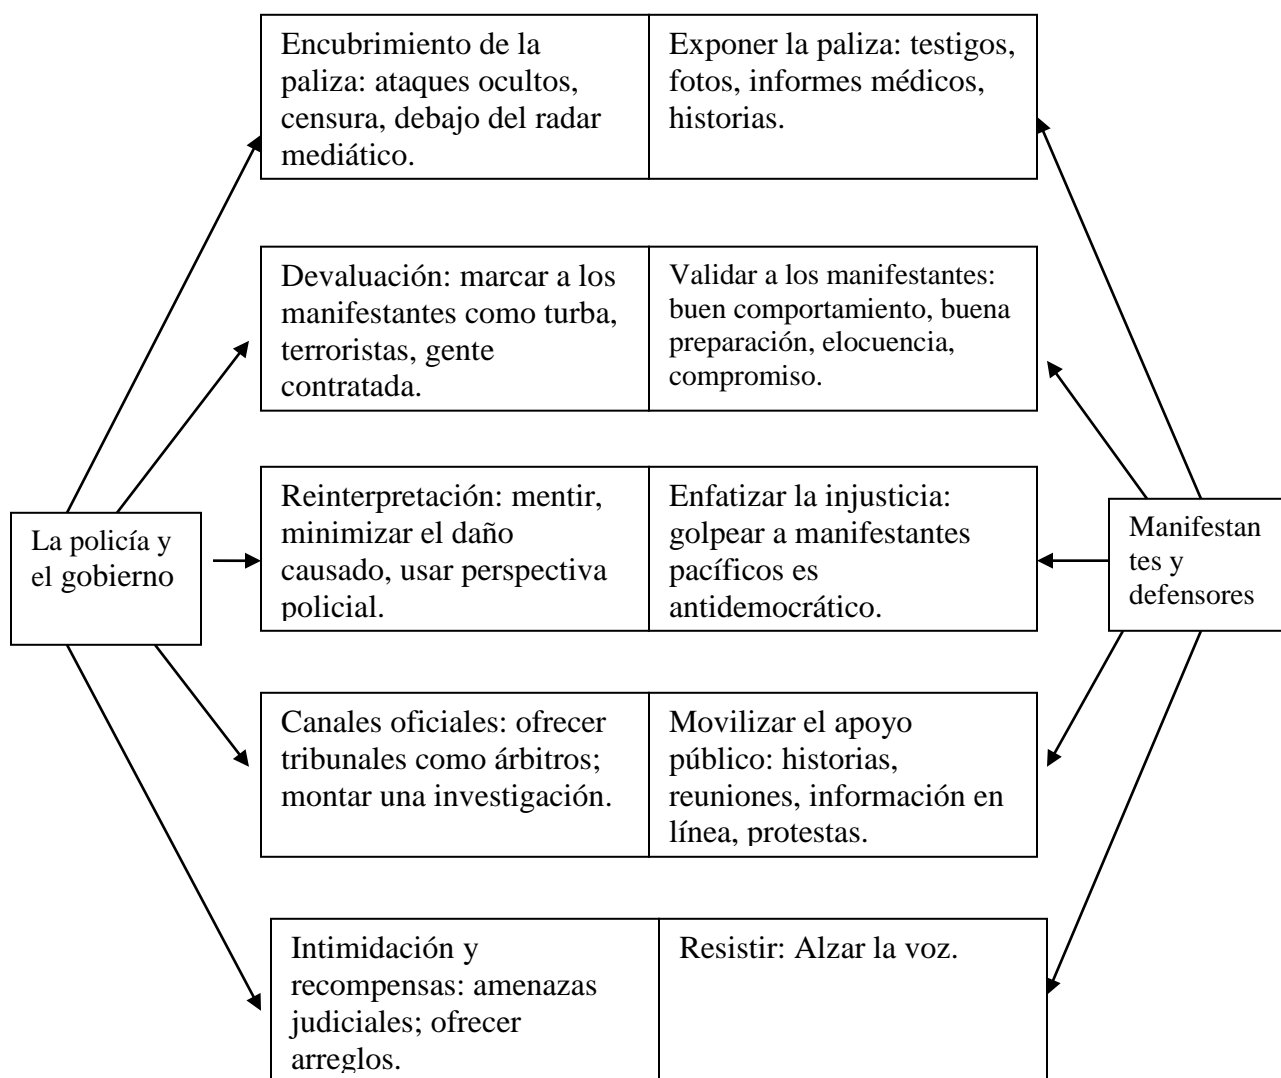 Encubrimiento de la
paliza: ataques ocultos,
censura, debajo del radar
mediático.
Exponer la paliza: testigos,
fotos, informes médicos,
historias.
Devaluación: marcar a los
manifestantes como turba,
terroristas, gente
contratada.
Validar a los manifestantes:
buen comportamiento, buena
preparación, elocuencia,
compromiso.
La policía y
el gobierno
Reinterpretación: mentir,
minimizar el daño
causado, usar perspectiva
policial.
Enfatizar la injusticia:
golpear a manifestantes
pacíficos es
antidemocrático.
Manifestan
tes y
defensores
Canales oficiales: ofrecer
tribunales como árbitros;
montar una investigación.
Movilizar el apoyo
público: historias,
reuniones, información en
línea, protestas.
Intimidación y
recompensas: amenazas
judiciales; ofrecer
arreglos.
Resistir: Alzar la voz.